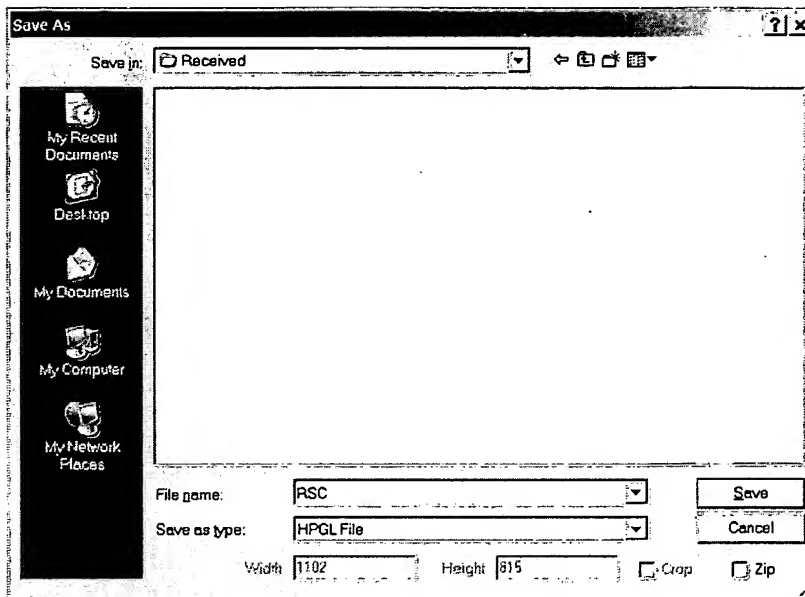 Save As
Save in: Received
My Recent
Documents
Desktop
My Documents
My Computer
My Network
Places
File name: RSC Save
Save as type: HPGL File Cancel
Width 1102 Height 815 Crop Zip